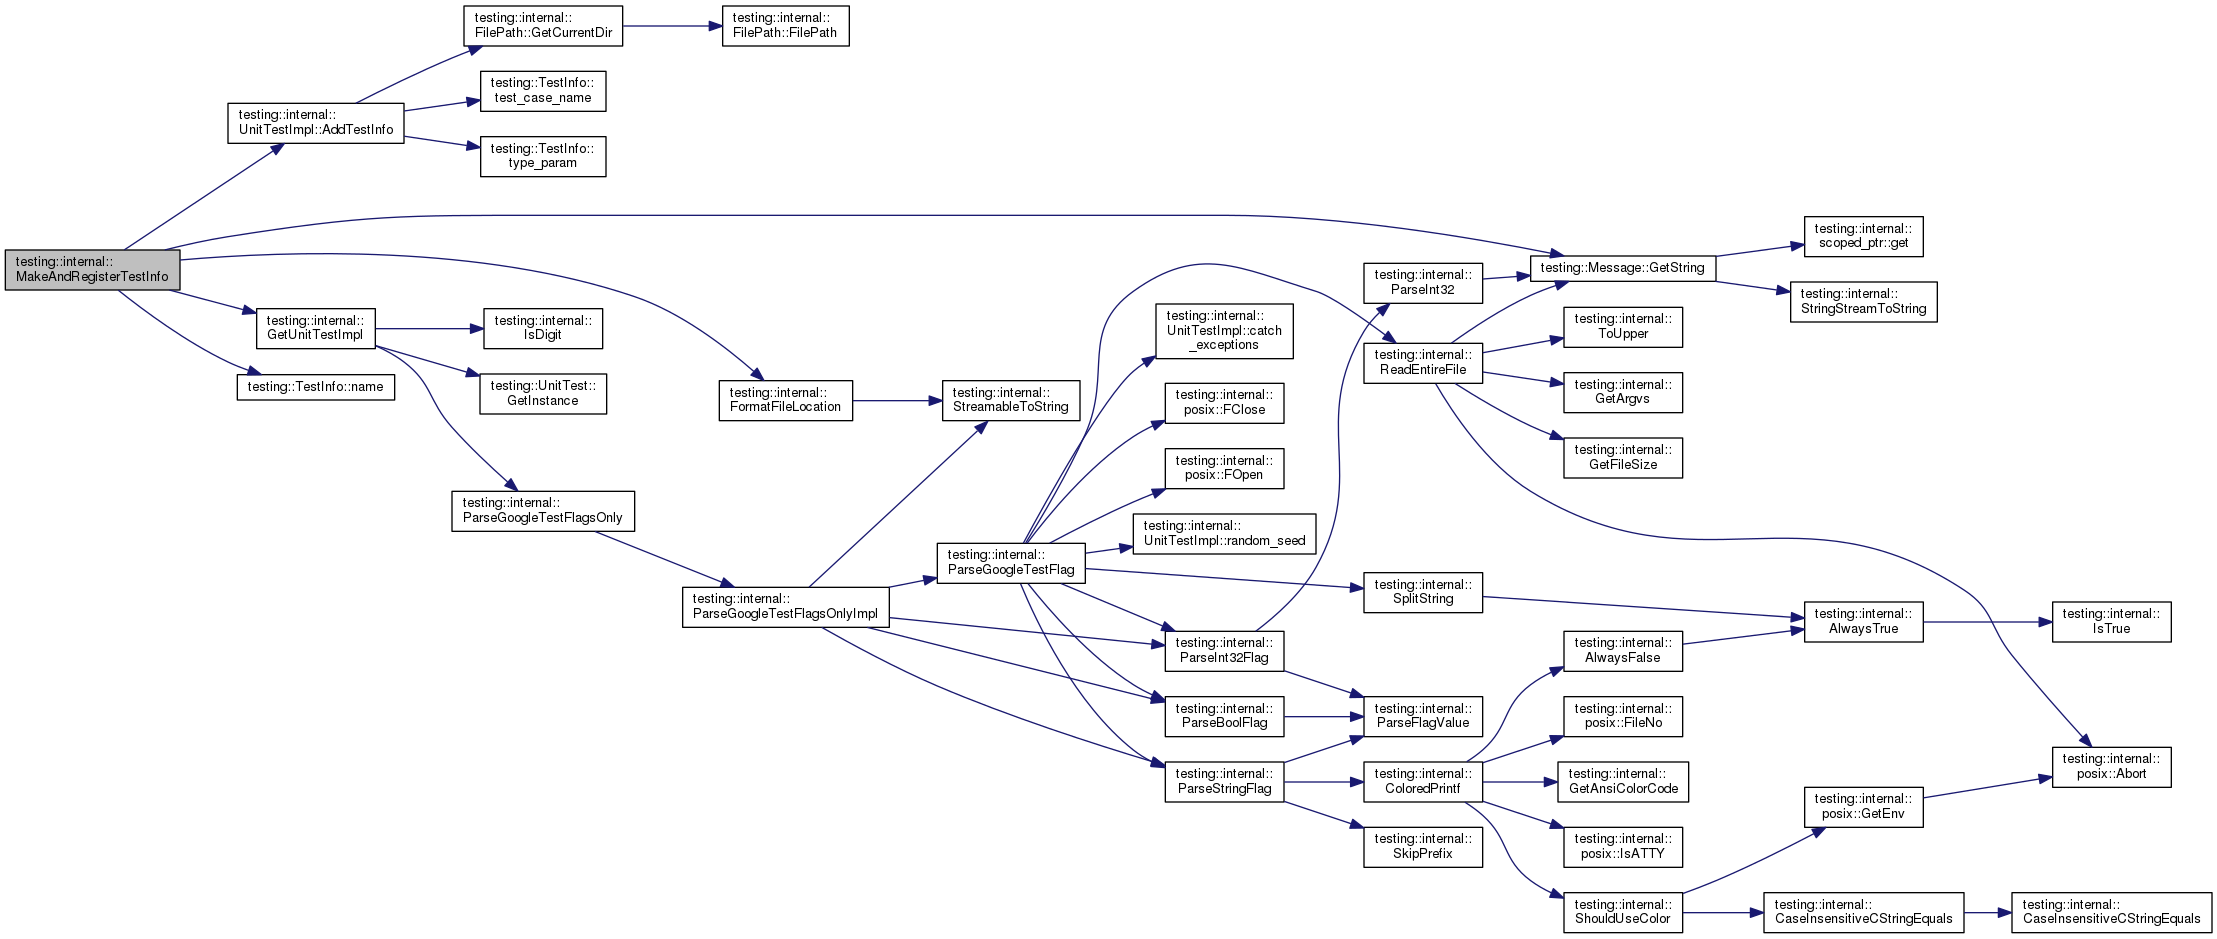 testing::internal::
MakeAndRegisterTestInfo
testing::internal::
UnitTestImpl::AddTestInfo
testing::internal::
FilePath::GetCurrentDir
testing::internal::
FilePath::FilePath
testing::TestInfo::
test_case_name
testing::TestInfo::
type_param
testing::internal::
GetUnitTestImpl
testing::TestInfo::name
testing::internal::
IsDigit
testing::UnitTest::
GetInstance
testing::internal::
ParseGoogleTestFlagsOnly
testing::internal::
FormatFileLocation
testing::internal::
StreamableToString
testing::internal::
ParseGoogleTestFlagsOnlyImpl
testing::internal::
ParseGoogleTestFlag
testing::internal::
UnitTestImpl::catch
_exceptions
testing::internal::
posix::FClose
testing::internal::
posix::FOpen
testing::internal::
UnitTestImpl::random_seed
testing::internal::
ParseInt32Flag
testing::internal::
ParseBoolFlag
testing::internal::
ParseStringFlag
testing::internal::
ParseInt32
testing::internal::
ReadEntireFile
testing::internal::
SplitString
testing::internal::
ParseFlagValue
testing::internal::
ColoredPrintf
testing::internal::
SkipPrefix
testing::Message::GetString
testing::internal::
ToUpper
testing::internal::
GetArgvs
testing::internal::
GetFileSize
testing::internal::
AlwaysFalse
testing::internal::
posix::FileNo
testing::internal::
GetAnsiColorCode
testing::internal::
posix::IsATTY
testing::internal::
ShouldUseColor
testing::internal::
scoped_ptr::get
testing::internal::
StringStreamToString
testing::internal::
AlwaysTrue
testing::internal::
IsTrue
testing::internal::
posix::GetEnv
testing::internal::
posix::Abort
testing::internal::
CaseInsensitiveCStringEquals
testing::internal::
CaseInsensitiveCStringEquals